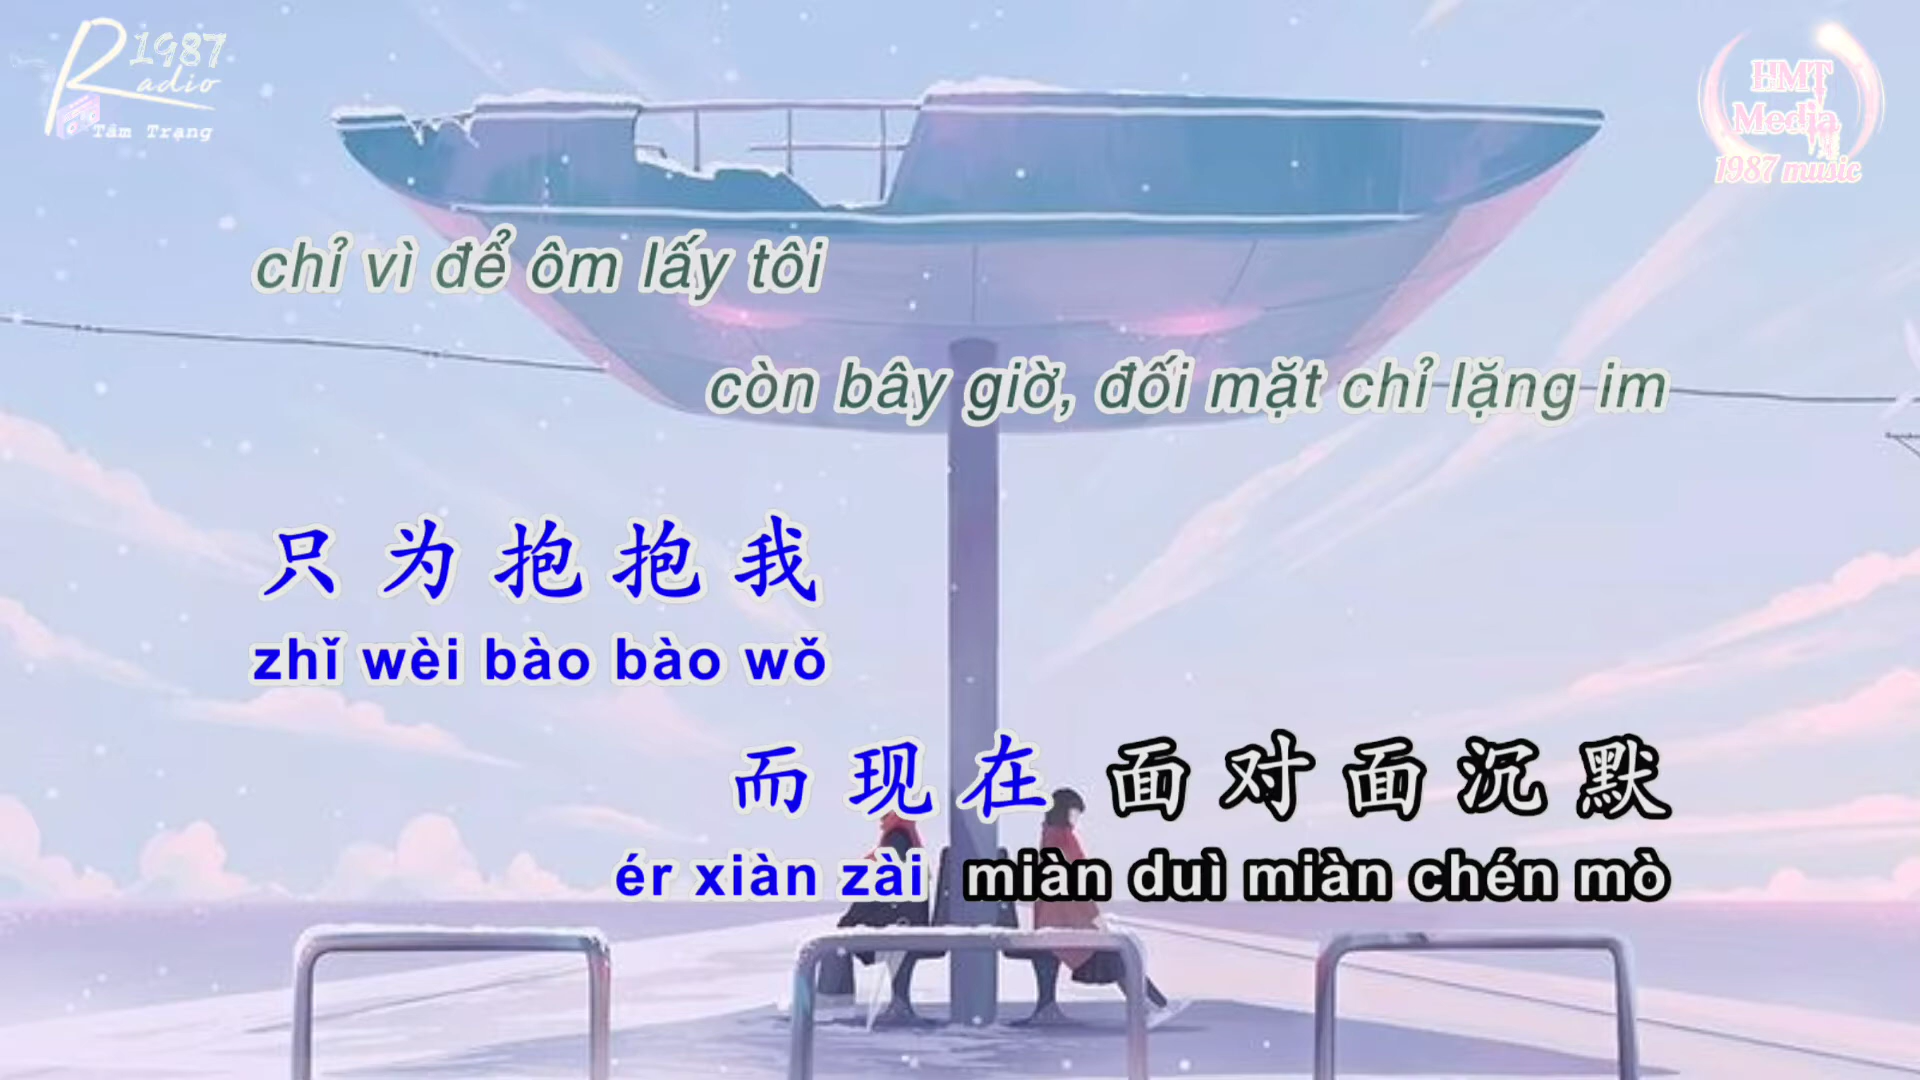 1987
Radio
Tâm Trạng
HMT
Media
1987 music
chỉ vì để ôm lấy tôi
còn bây giờ, đối mặt chỉ lặng im
只为抱抱我
zhǐ wèi bào bào wǒ
而现在 面对面沉默
ér xiàn zài miàn duì miàn chén mò